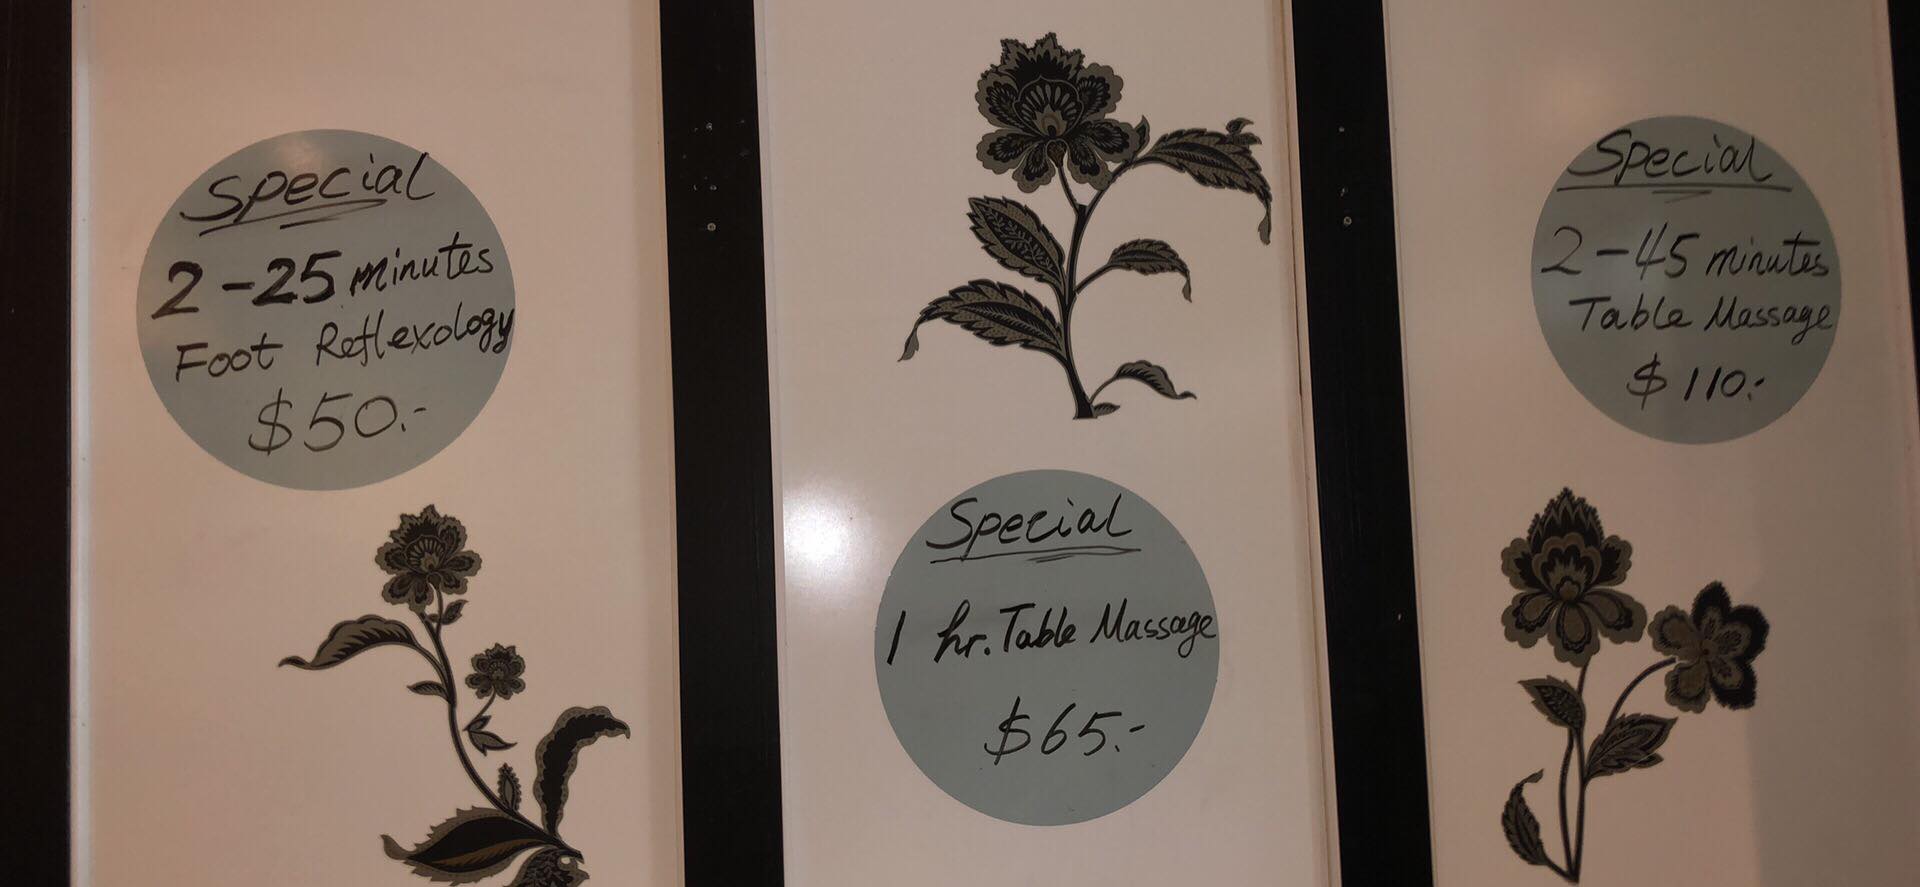 Special
2-25 minutes
Foot Reflexology
$50.-
Special
1 hr. Table Massage
$65.-
Special
2-45 minutes
Table Massage
$110.-